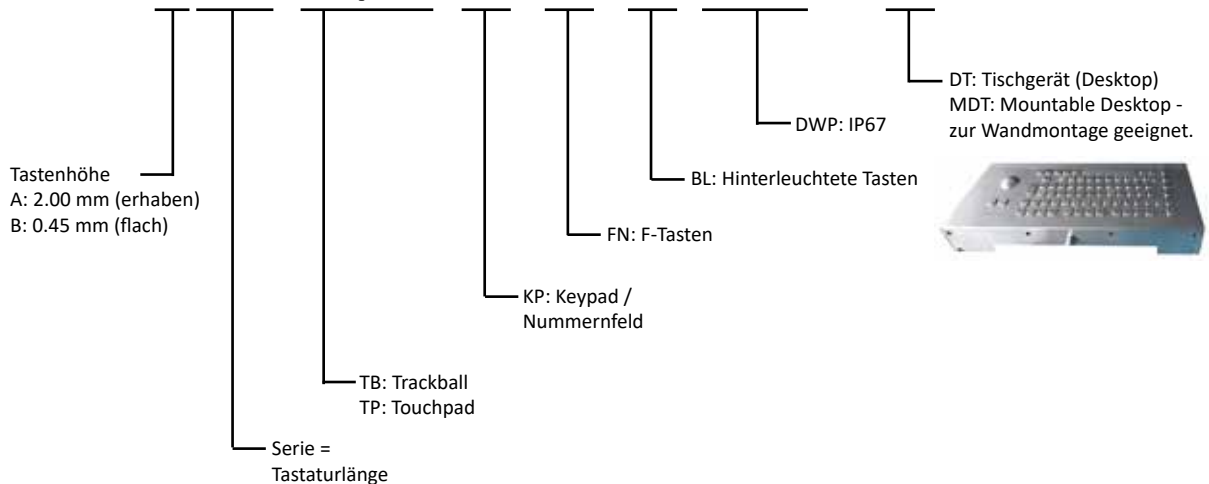 DT: Tischgerät (Desktop)
MDT: Mountable Desktop -
zur Wandmontage geeignet.
DWP: IP67
Tastenhöhe
A: 2.00 mm (erhaben)
B: 0.45 mm (flach)
BL: Hinterleuchtete Tasten
FN: F-Tasten
KP: Keypad /
Nummernfeld
TB: Trackball
TP: Touchpad
Serie =
Tastaturlänge